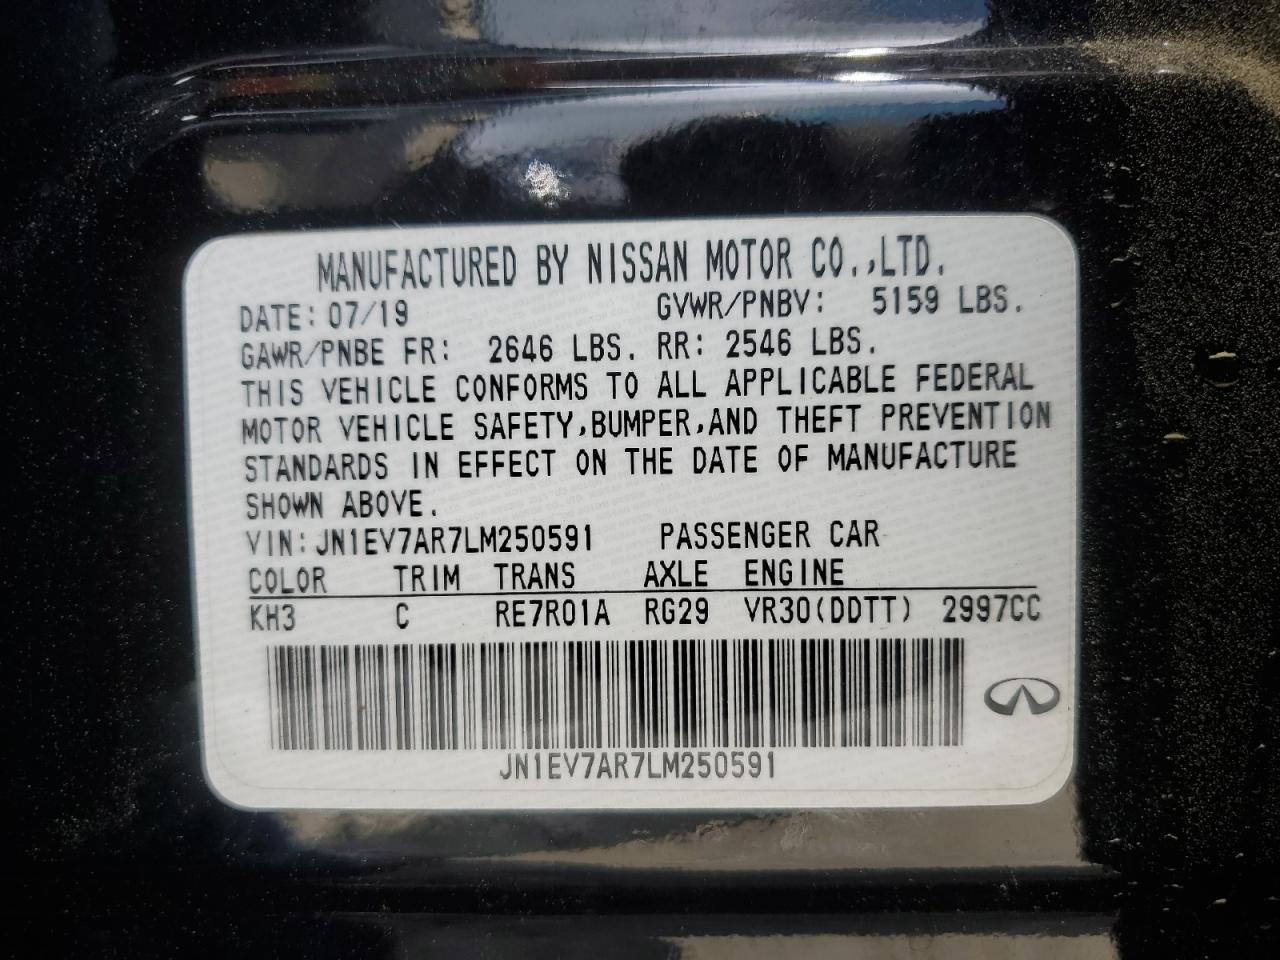 MANUFACTURED BY NISSAN MOTOR CO.,LTD.
DATE: 07/19 GVWR/PNBV: 5159 LBS.
GAWR/PNBE FR: 2646 LBS. RR: 2546 LBS.
THIS VEHICLE CONFORMS TO ALL APPLICABLE FEDERAL
MOTOR VEHICLE SAFETY,BUMPER,AND THEFT PREVENTION
STANDARDS IN EFFECT ON THE DATE OF MANUFACTURE
SHOWN ABOVE.
VIN: JN1EV7AR7LM250591 PASSENGER CAR
COLOR TRIM TRANS AXLE ENGINE
KH3 C RE7R01A RG29 VR30(DDTT) 2997CC
JN1EV7AR7LM250591